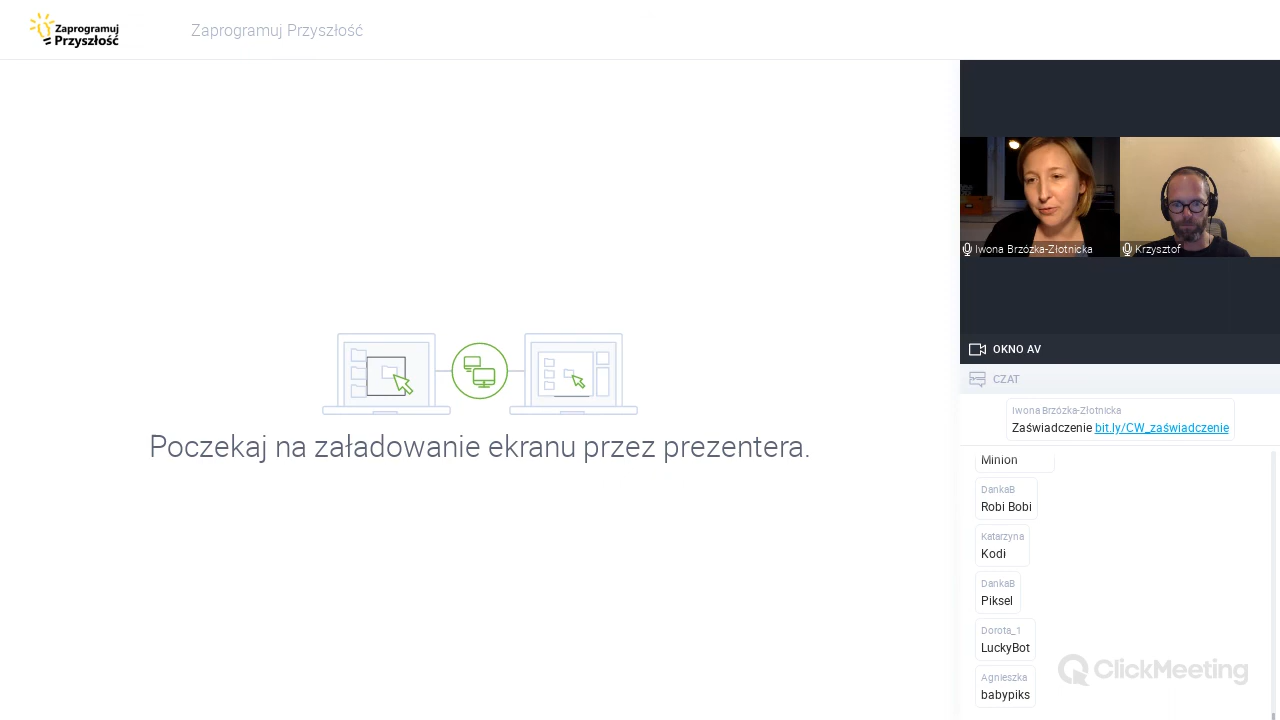 Zaprogramuj
Przyszłość
Zaprogramuj Przyszłość
Poczekaj na załadowanie ekranu przez prezentera.
Iwona Brzózka-Złotnicka
Krzysztof
OKNO AV
CZAT
Iwona Brzózka-Złotnicka
Zaświadczenie bit.ly/CW_zaświadczenie
Minion
DankaB
Robi Bobi
Katarzyna
Kodi
DankaB
Piksel
Dorota_1
LuckyBot
Agnieszka
babypiks
ClickMeeting